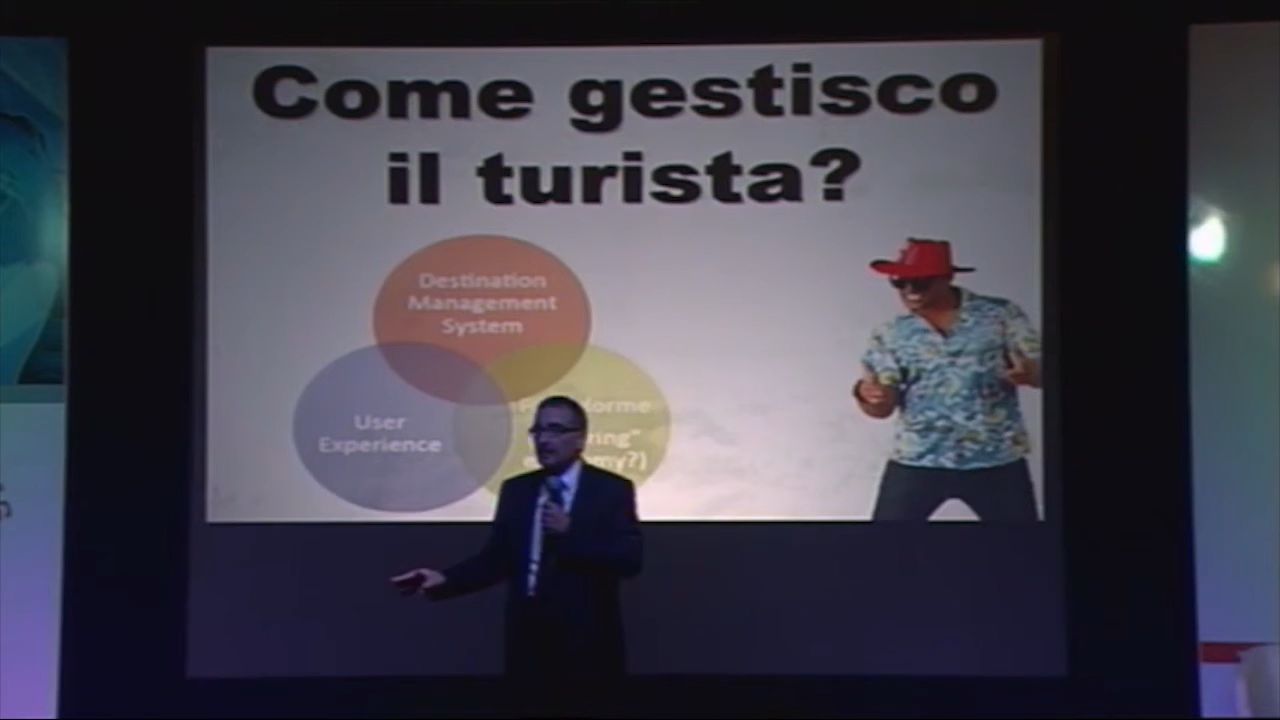 Come gestisco
il turista?
Destination
Management
System
User
Experience